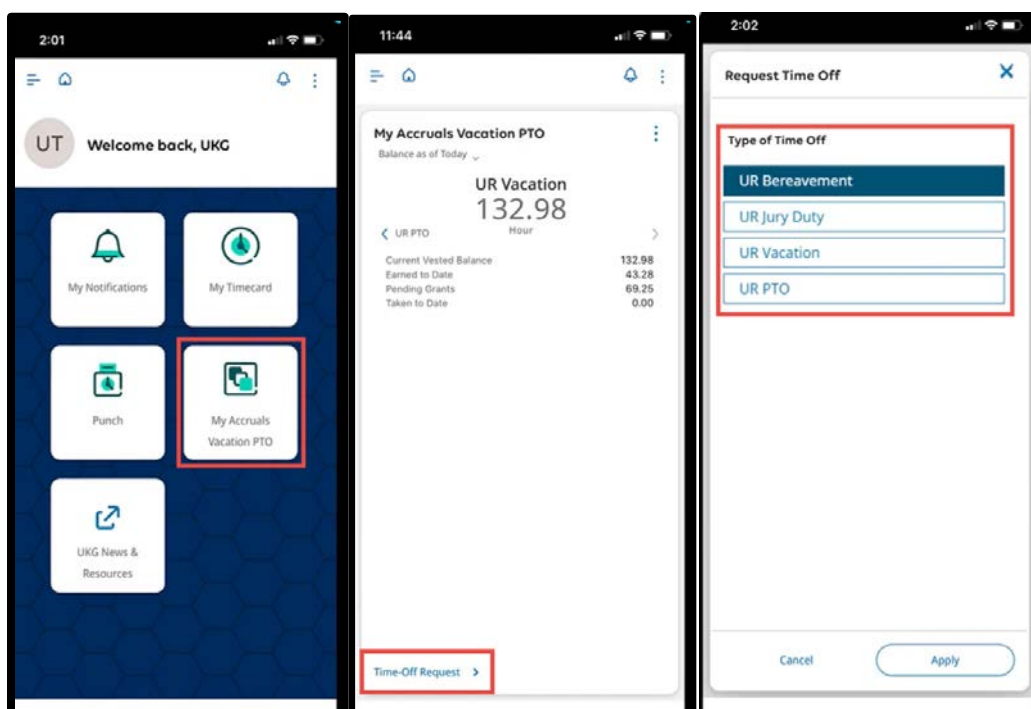 2:01
UT
Welcome back, UKG
My Notifications
My Timecard
Punch
My Accruals
Vacation PTO
UKG News &
Resources
11:44
My Accruals Vacation PTO
Balance as of Today
UR Vacation
132.98
Hour
UR PTO
Current Vested Balance 132.98
Earned to Date 43.28
Pending Grants 69.25
Taken to Date 0.00
Time-Off Request
2:02
Request Time Off
Type of Time Off
UR Bereavement
UR Jury Duty
UR Vacation
UR PTO
Cancel
Apply